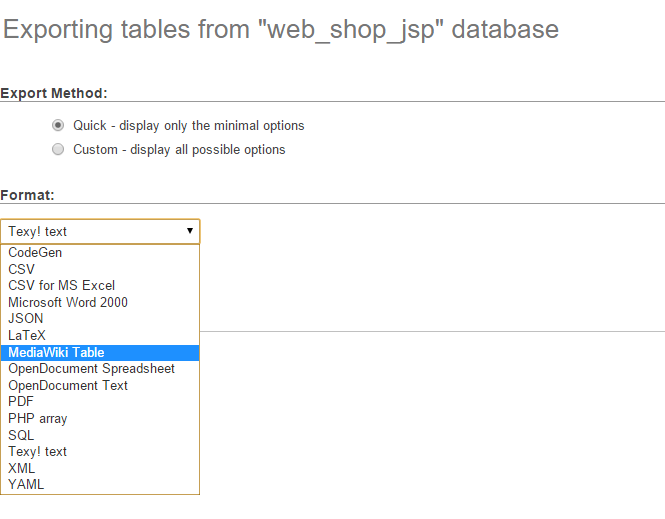 Exporting tables from "web_shop_jsp" database
Export Method:
Quick - display only the minimal options
Custom - display all possible options
Format:
Texy! text
CodeGen
CSV
CSV for MS Excel
Microsoft Word 2000
JSON
LaTeX
MediaWiki Table
OpenDocument Spreadsheet
OpenDocument Text
PDF
PHP array
SQL
Texy! text
XML
YAML